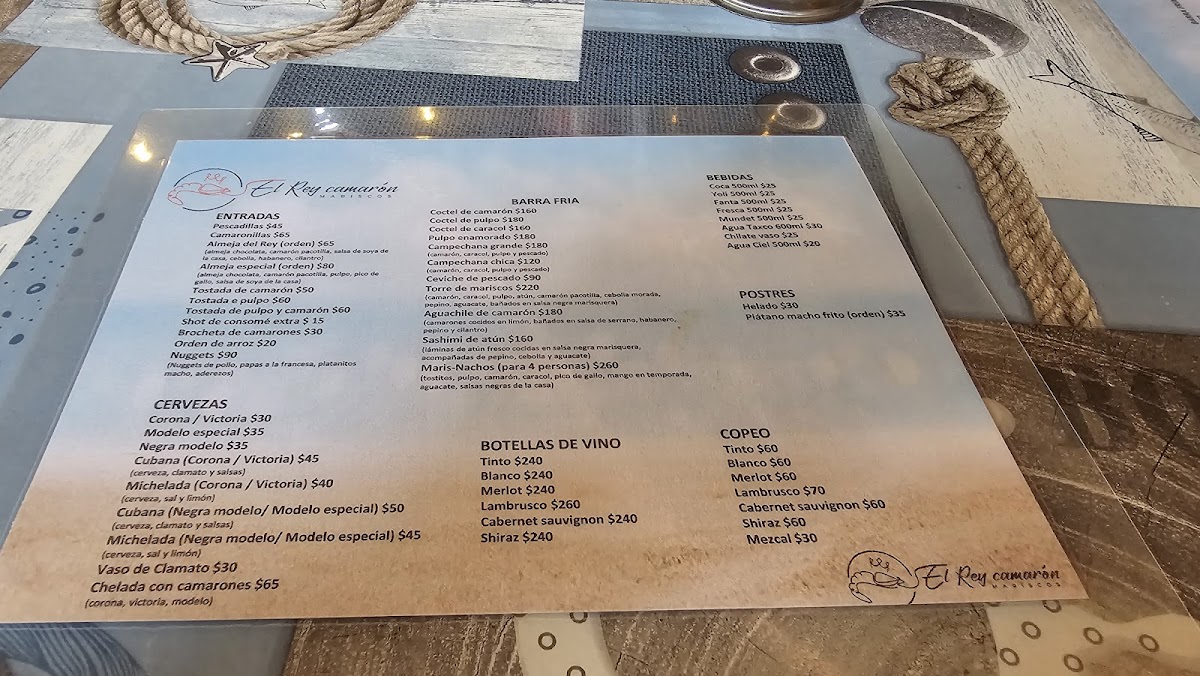 El Rey camarón
MARISCOS
ENTRADAS
Pescadillas $45
Camaronillas $65
Almeja del Rey (orden) $65
(almeja chocolate, camarón pacotilla, salsa de soya de
la casa, cebolla, habanero, cilantro)
Almeja especial (orden) $80
(almeja chocolate, camarón pacotilla, pulpo, pico de
gallo, salsa de soya de la casa)
Tostada de camarón $50
Tostada e pulpo $60
Tostada de pulpo y camarón $60
Shot de consomé extra $ 15
Brocheta de camarones $30
Orden de arroz $20
Nuggets $90
(Nuggets de pollo, papas a la francesa, platanitos
macho, aderezos)
CERVEZAS
Corona / Victoria $30
Modelo especial $35
Negra modelo $35
Cubana (Corona / Victoria) $45
(cerveza, clamato y salsas)
Michelada (Corona / Victoria) $40
(cerveza, sal y limón)
Cubana (Negra modelo/ Modelo especial) $50
(cerveza, clamato y salsas)
Michelada (Negra modelo/ Modelo especial) $45
(cerveza, sal y limón)
Vaso de Clamato $30
Chelada con camarones $65
(corona, victoria, modelo)
BARRA FRIA
Coctel de camarón $160
Coctel de pulpo $180
Coctel de caracol $160
Pulpo enamorado $180
Campechana grande $180
(camarón, caracol, pulpo y pescado)
Campechana chica $120
(camarón, caracol, pulpo y pescado)
Ceviche de pescado $90
Torre de mariscos $220
(camarón, caracol, pulpo, atún, camarón pacotilla, cebolla morada,
pepino, aguacate, bañados en salsa negra marisquera)
Aguachile de camarón $180
(camarones cocidos en limón, bañados en salsa de serrano, habanero,
pepino y cilantro)
Sashimi de atún $160
(láminas de atún fresco cocidas en salsa negra marisquera,
acompañadas de pepino, cebolla y aguacate)
Maris-Nachos (para 4 personas) $260
(tostitos, pulpo, camarón, caracol, pico de gallo, mango en temporada,
aguacate, salsas negras de la casa)
BOTELLAS DE VINO
Tinto $240
Blanco $240
Merlot $240
Lambrusco $260
Cabernet sauvignon $240
Shiraz $240
BEBIDAS
Coca 500ml $25
Yoli 500ml $25
Fanta 500ml $25
Fresca 500ml $25
Mundet 500ml $25
Agua Taxco 600ml $30
Chilate vaso $25
Agua Ciel 500ml $20
POSTRES
Helado $30
Plátano macho frito (orden) $35
COPEO
Tinto $60
Blanco $60
Merlot $60
Lambrusco $70
Cabernet sauvignon $60
Shiraz $60
Mezcal $30
El Rey camarón
MARISCOS